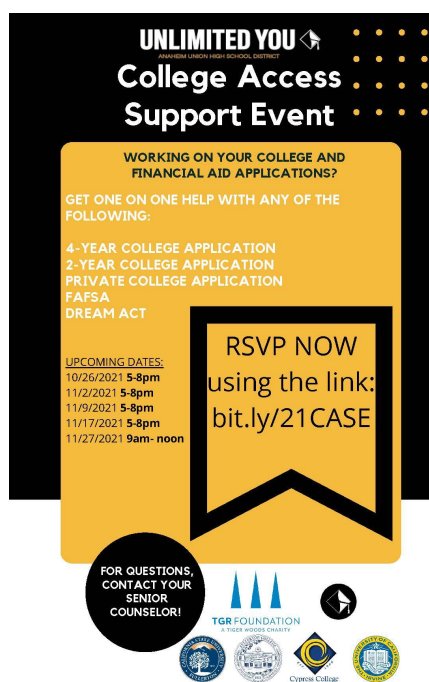 UNLIMITED YOU
ANAHEIM UNION HIGH SCHOOL DISTRICT
College Access
Support Event
WORKING ON YOUR COLLEGE AND
FINANCIAL AID APPLICATIONS?
GET ONE ON ONE HELP WITH ANY OF THE
FOLLOWING:
4-YEAR COLLEGE APPLICATION
2-YEAR COLLEGE APPLICATION
PRIVATE COLLEGE APPLICATION
FAFSA
DREAM ACT
UPCOMING DATES:
10/26/2021 5-8pm
11/2/2021 5-8pm
11/9/2021 5-8pm
11/17/2021 5-8pm
11/27/2021 9am- noon
RSVP NOW
using the link:
bit.ly/21CASE
FOR QUESTIONS,
CONTACT YOUR
SENIOR
COUNSELOR!
TGR FOUNDATION
A TIGER WOODS CHARITY
Cypress College